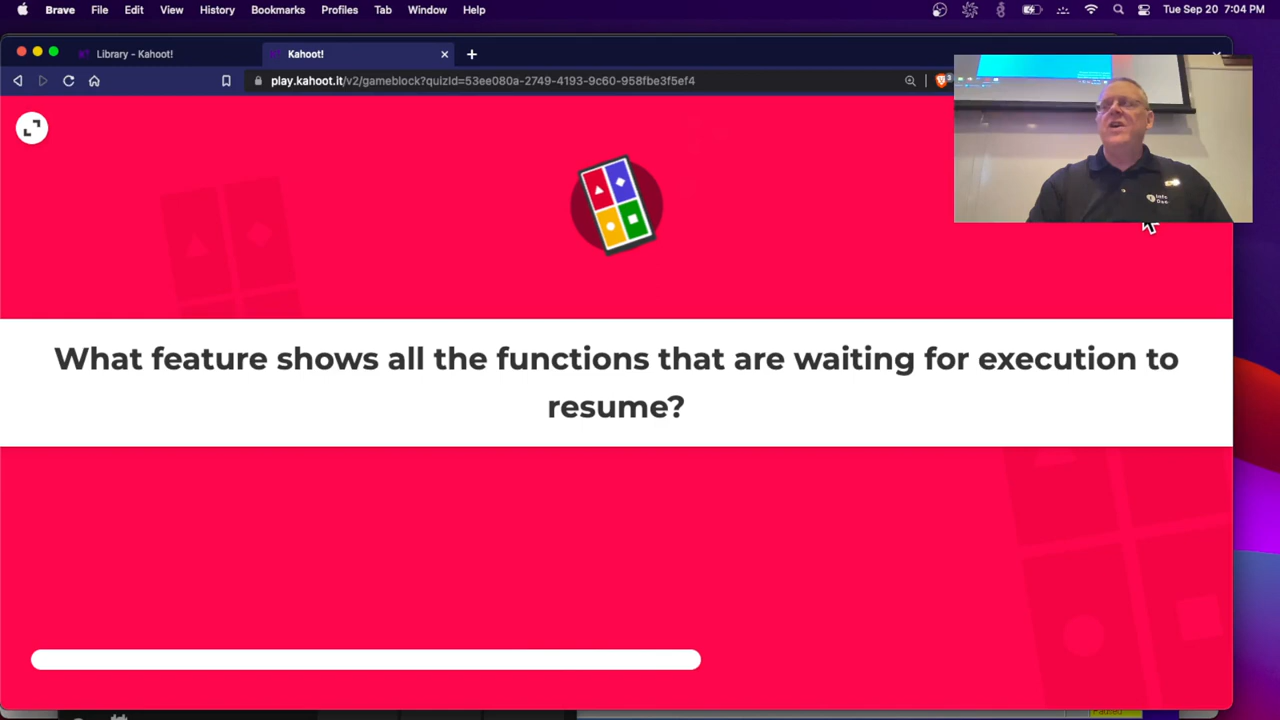 Brave File Edit View History Bookmarks Profiles Tab Window Help Tue Sep 20 7:04 PM
Library - Kahoot! Kahoot!
play.kahoot.it/v2/gameblock?quizId=53ee080a-2749-4193-9c60-958fbe3f5ef4
What feature shows all the functions that are waiting for execution to
resume?
Paused